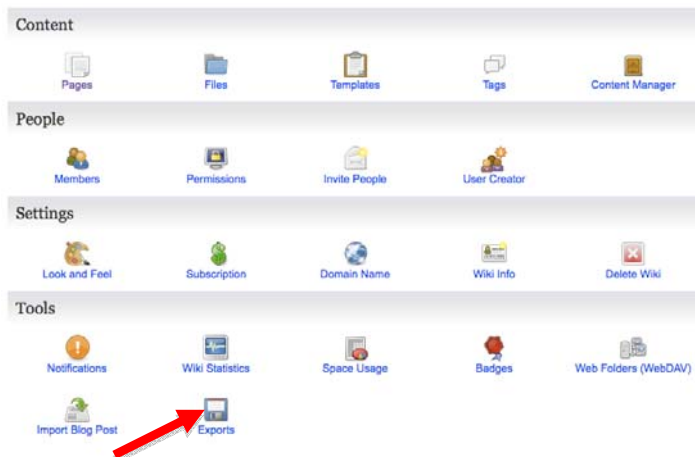 Content
Pages Files Templates Tags Content Manager
People
Members Permissions Invite People User Creator
Settings
Look and Feel Subscription Domain Name Wiki Info Delete Wiki
Tools
Notifications Wiki Statistics Space Usage Badges Web Folders (WebDAV)
Import Blog Post Exports